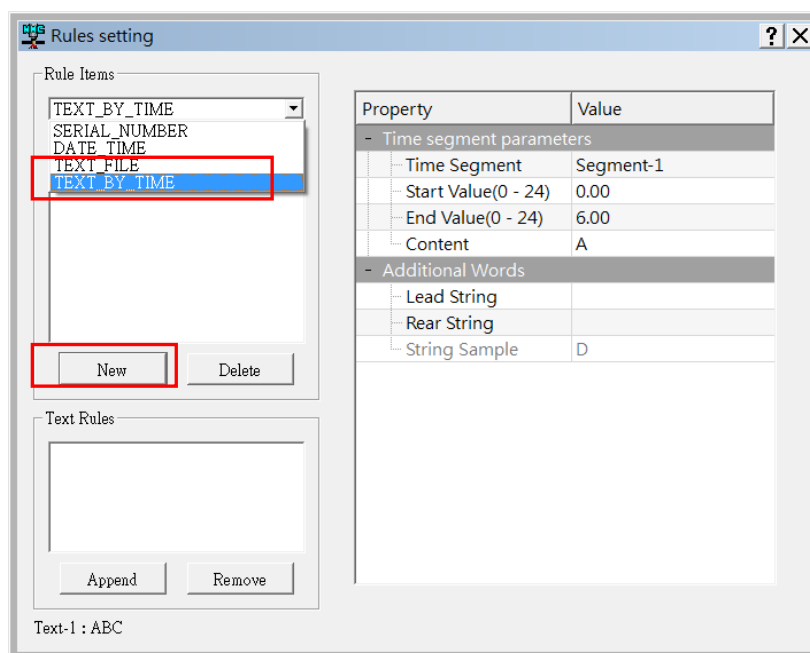 Rules setting
Rule Items
TEXT_BY_TIME
SERIAL_NUMBER
DATE_TIME
TEXT_FILE
TEXT_BY_TIME
New Delete
Text Rules
Append Remove
Text-1 : ABC
Property Value
- Time segment parameters
Time Segment Segment-1
Start Value(0 - 24) 0.00
End Value(0 - 24) 6.00
Content A
- Additional Words
Lead String
Rear String
String Sample D